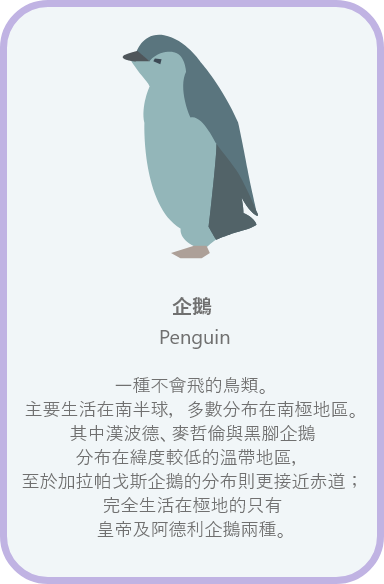 企鵝
Penguin
一種不會飛的鳥類。
主要生活在南半球，多數分布在南極地區。
其中漢波德、麥哲倫與黑腳企鵝
分布在緯度較低的溫帶地區，
至於加拉帕戈斯企鵝的分布則更接近赤道；
完全生活在極地的只有
皇帝及阿德利企鵝兩種。